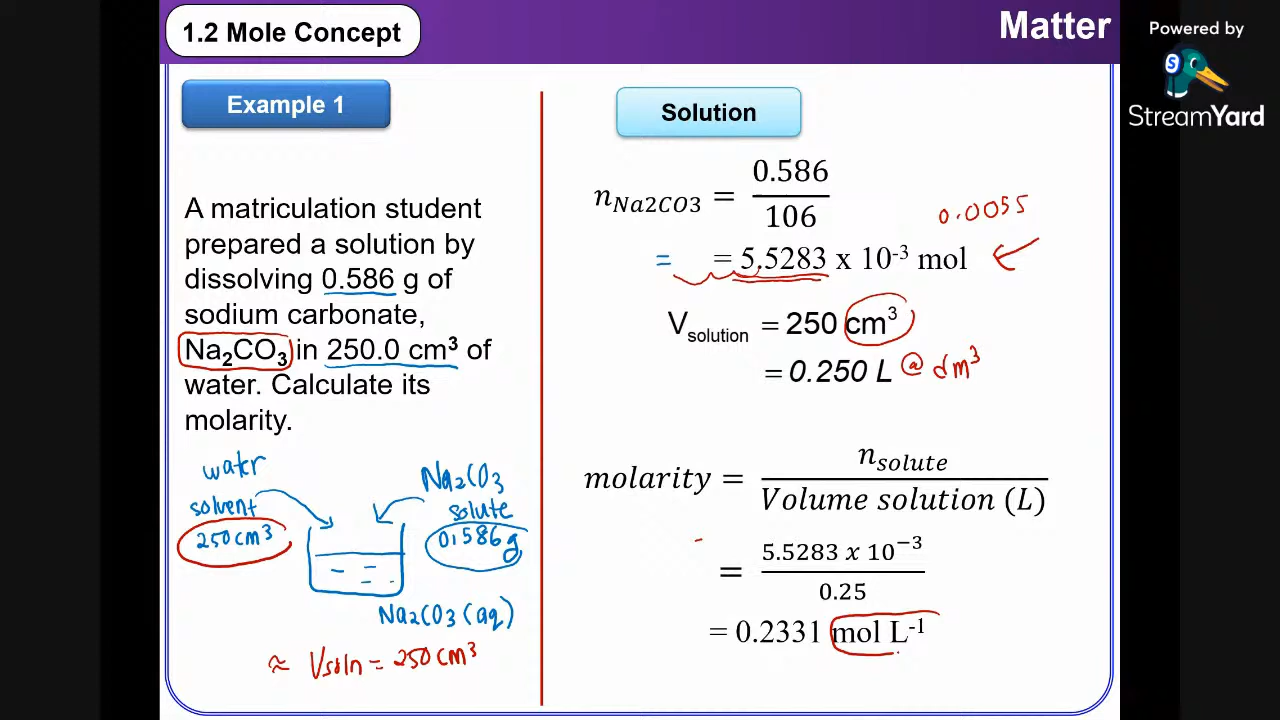 1.2 Mole Concept
Matter
Powered by
StreamYard
Example 1
A matriculation student
prepared a solution by
dissolving 0.586 g of
sodium carbonate,
Na₂CO₃ in 250.0 cm³ of
water. Calculate its
molarity.
water
solvent
250 cm³
Na₂CO₃
solute
0.586 g
Na₂CO₃ (aq)
≈ Vsoln = 250 cm³
Solution
n_Na2CO3 = 0.586 / 106
0.0055
= = 5.5283 x 10⁻³ mol
V_solution = 250 cm³
= 0.250 L @ dm³
molarity = n_solute / Volume solution (L)
= 5.5283 x 10⁻³ / 0.25
= 0.2331 mol L⁻¹